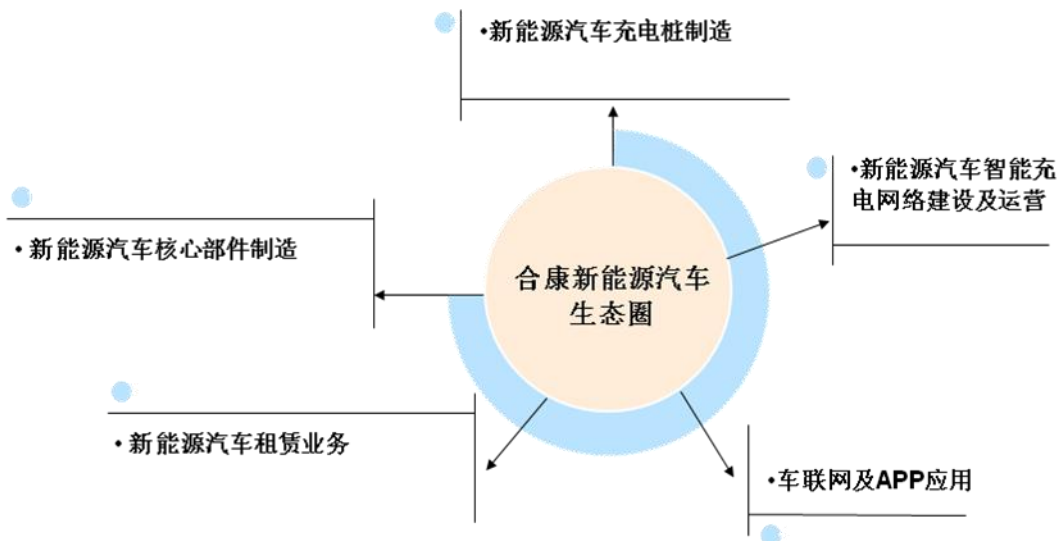 •新能源汽车充电桩制造
•新能源汽车智能充
电网络建设及运营
•新能源汽车核心部件制造
合康新能源汽车
生态圈
•新能源汽车租赁业务
•车联网及APP应用